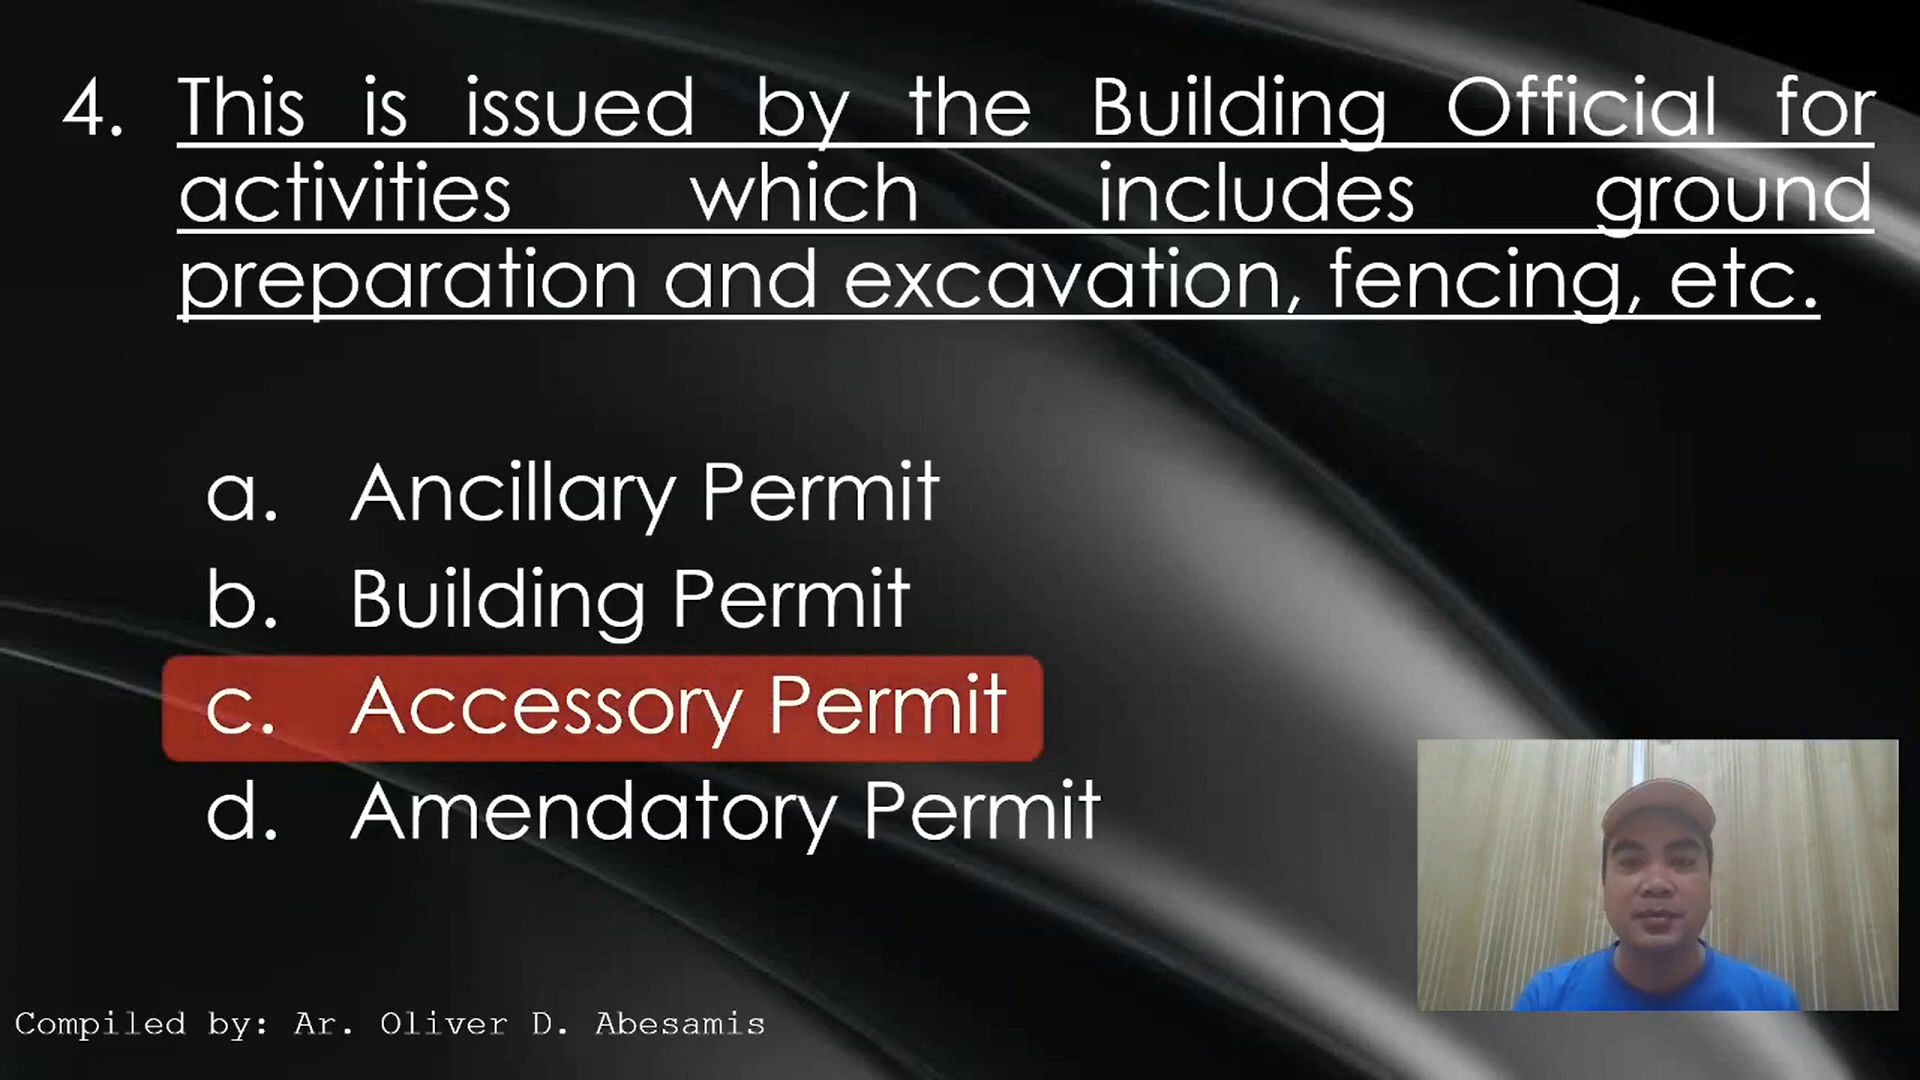 4. This is issued by the Building Official for
activities which includes ground
preparation and excavation, fencing, etc.
a. Ancillary Permit
b. Building Permit
c. Accessory Permit
d. Amendatory Permit
Compiled by: Ar. Oliver D. Abesamis